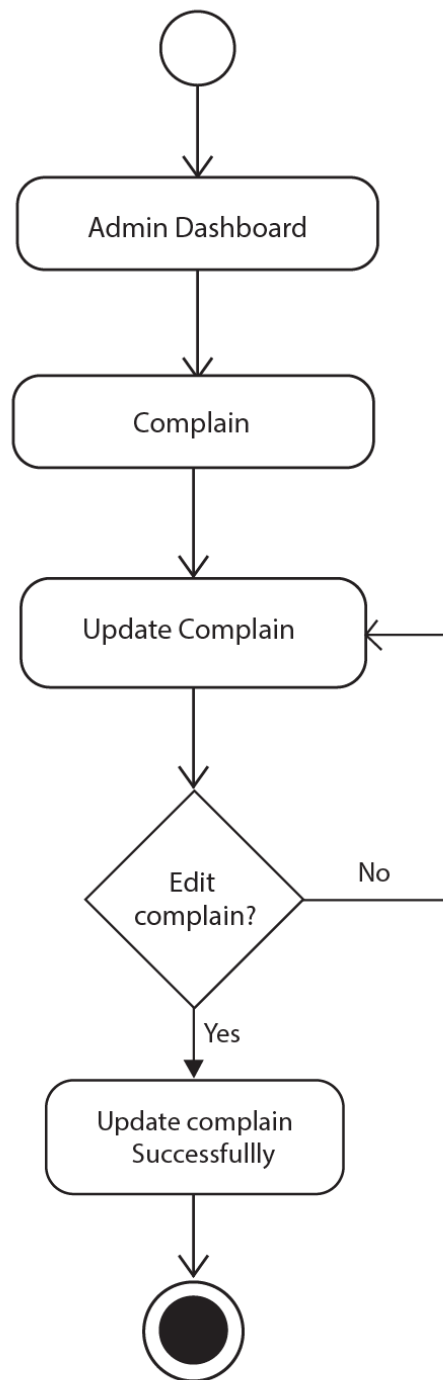 Admin Dashboard
Complain
Update Complain
Edit
complain?
No
Yes
Update complain
Successfullly